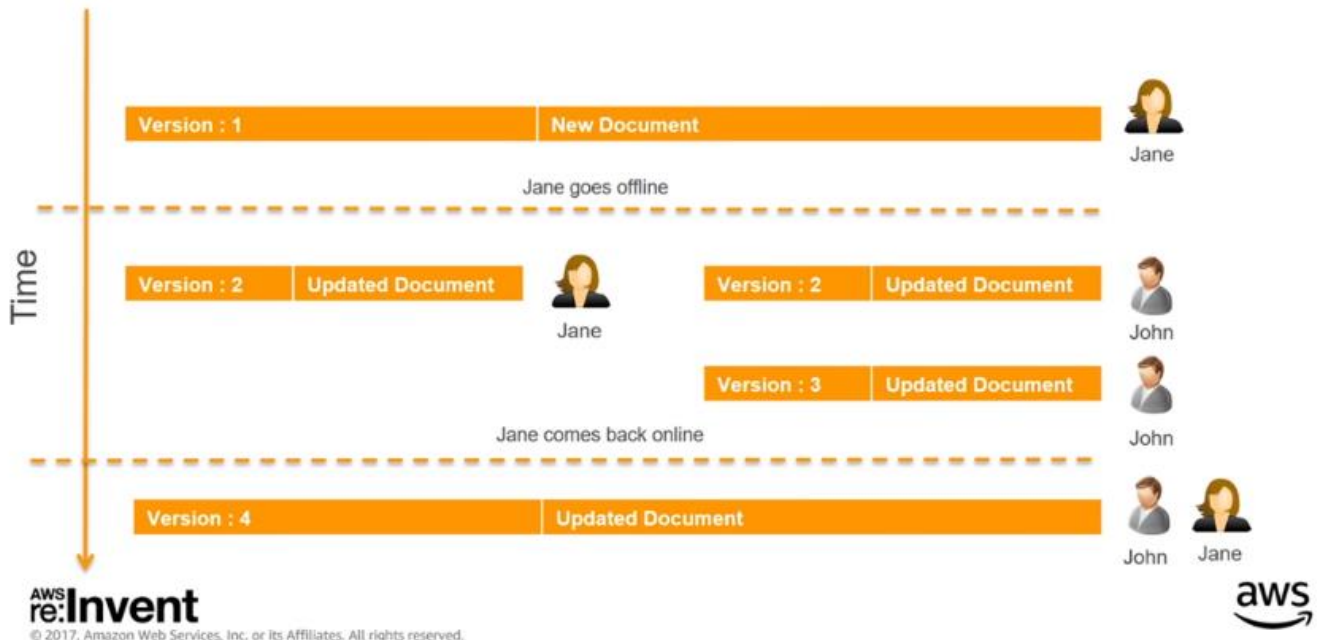 Version : 1 New Document
Jane
Jane goes offline
Time
Version : 2 Updated Document
Jane
Version : 2 Updated Document
John
Version : 3 Updated Document
John
Jane comes back online
Version : 4 Updated Document
John Jane
AWS
re:Invent
© 2017, Amazon Web Services, Inc. or its Affiliates. All rights reserved.
aws